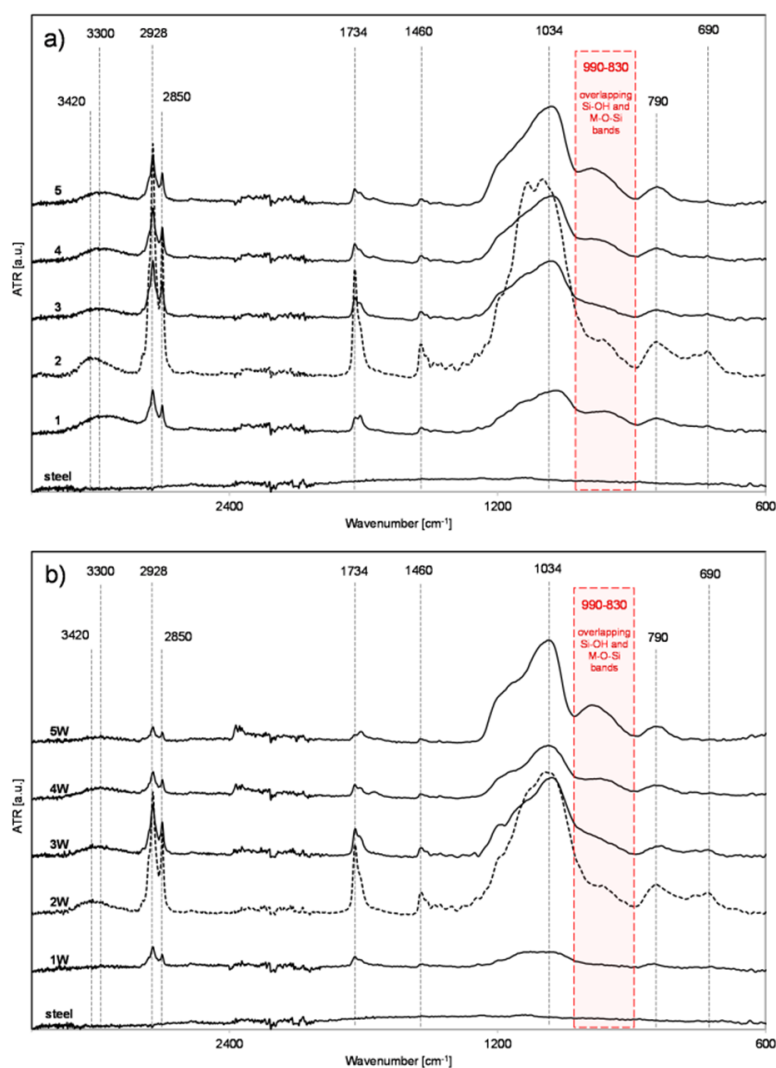 a)
3300 2928 1734 1460 1034 690
990-830
3420 2850 overlapping 790
Si-OH and
M-O-Si
bands
5
4
3
2
1
steel
ATR [a.u.]
2400 1200 600
Wavenumber [cm⁻¹]
b)
3300 2928 1734 1460 1034 690
990-830
3420 2850 overlapping 790
Si-OH and
M-O-Si
bands
5W
4W
3W
2W
1W
steel
ATR [a.u.]
2400 1200 600
Wavenumber [cm⁻¹]